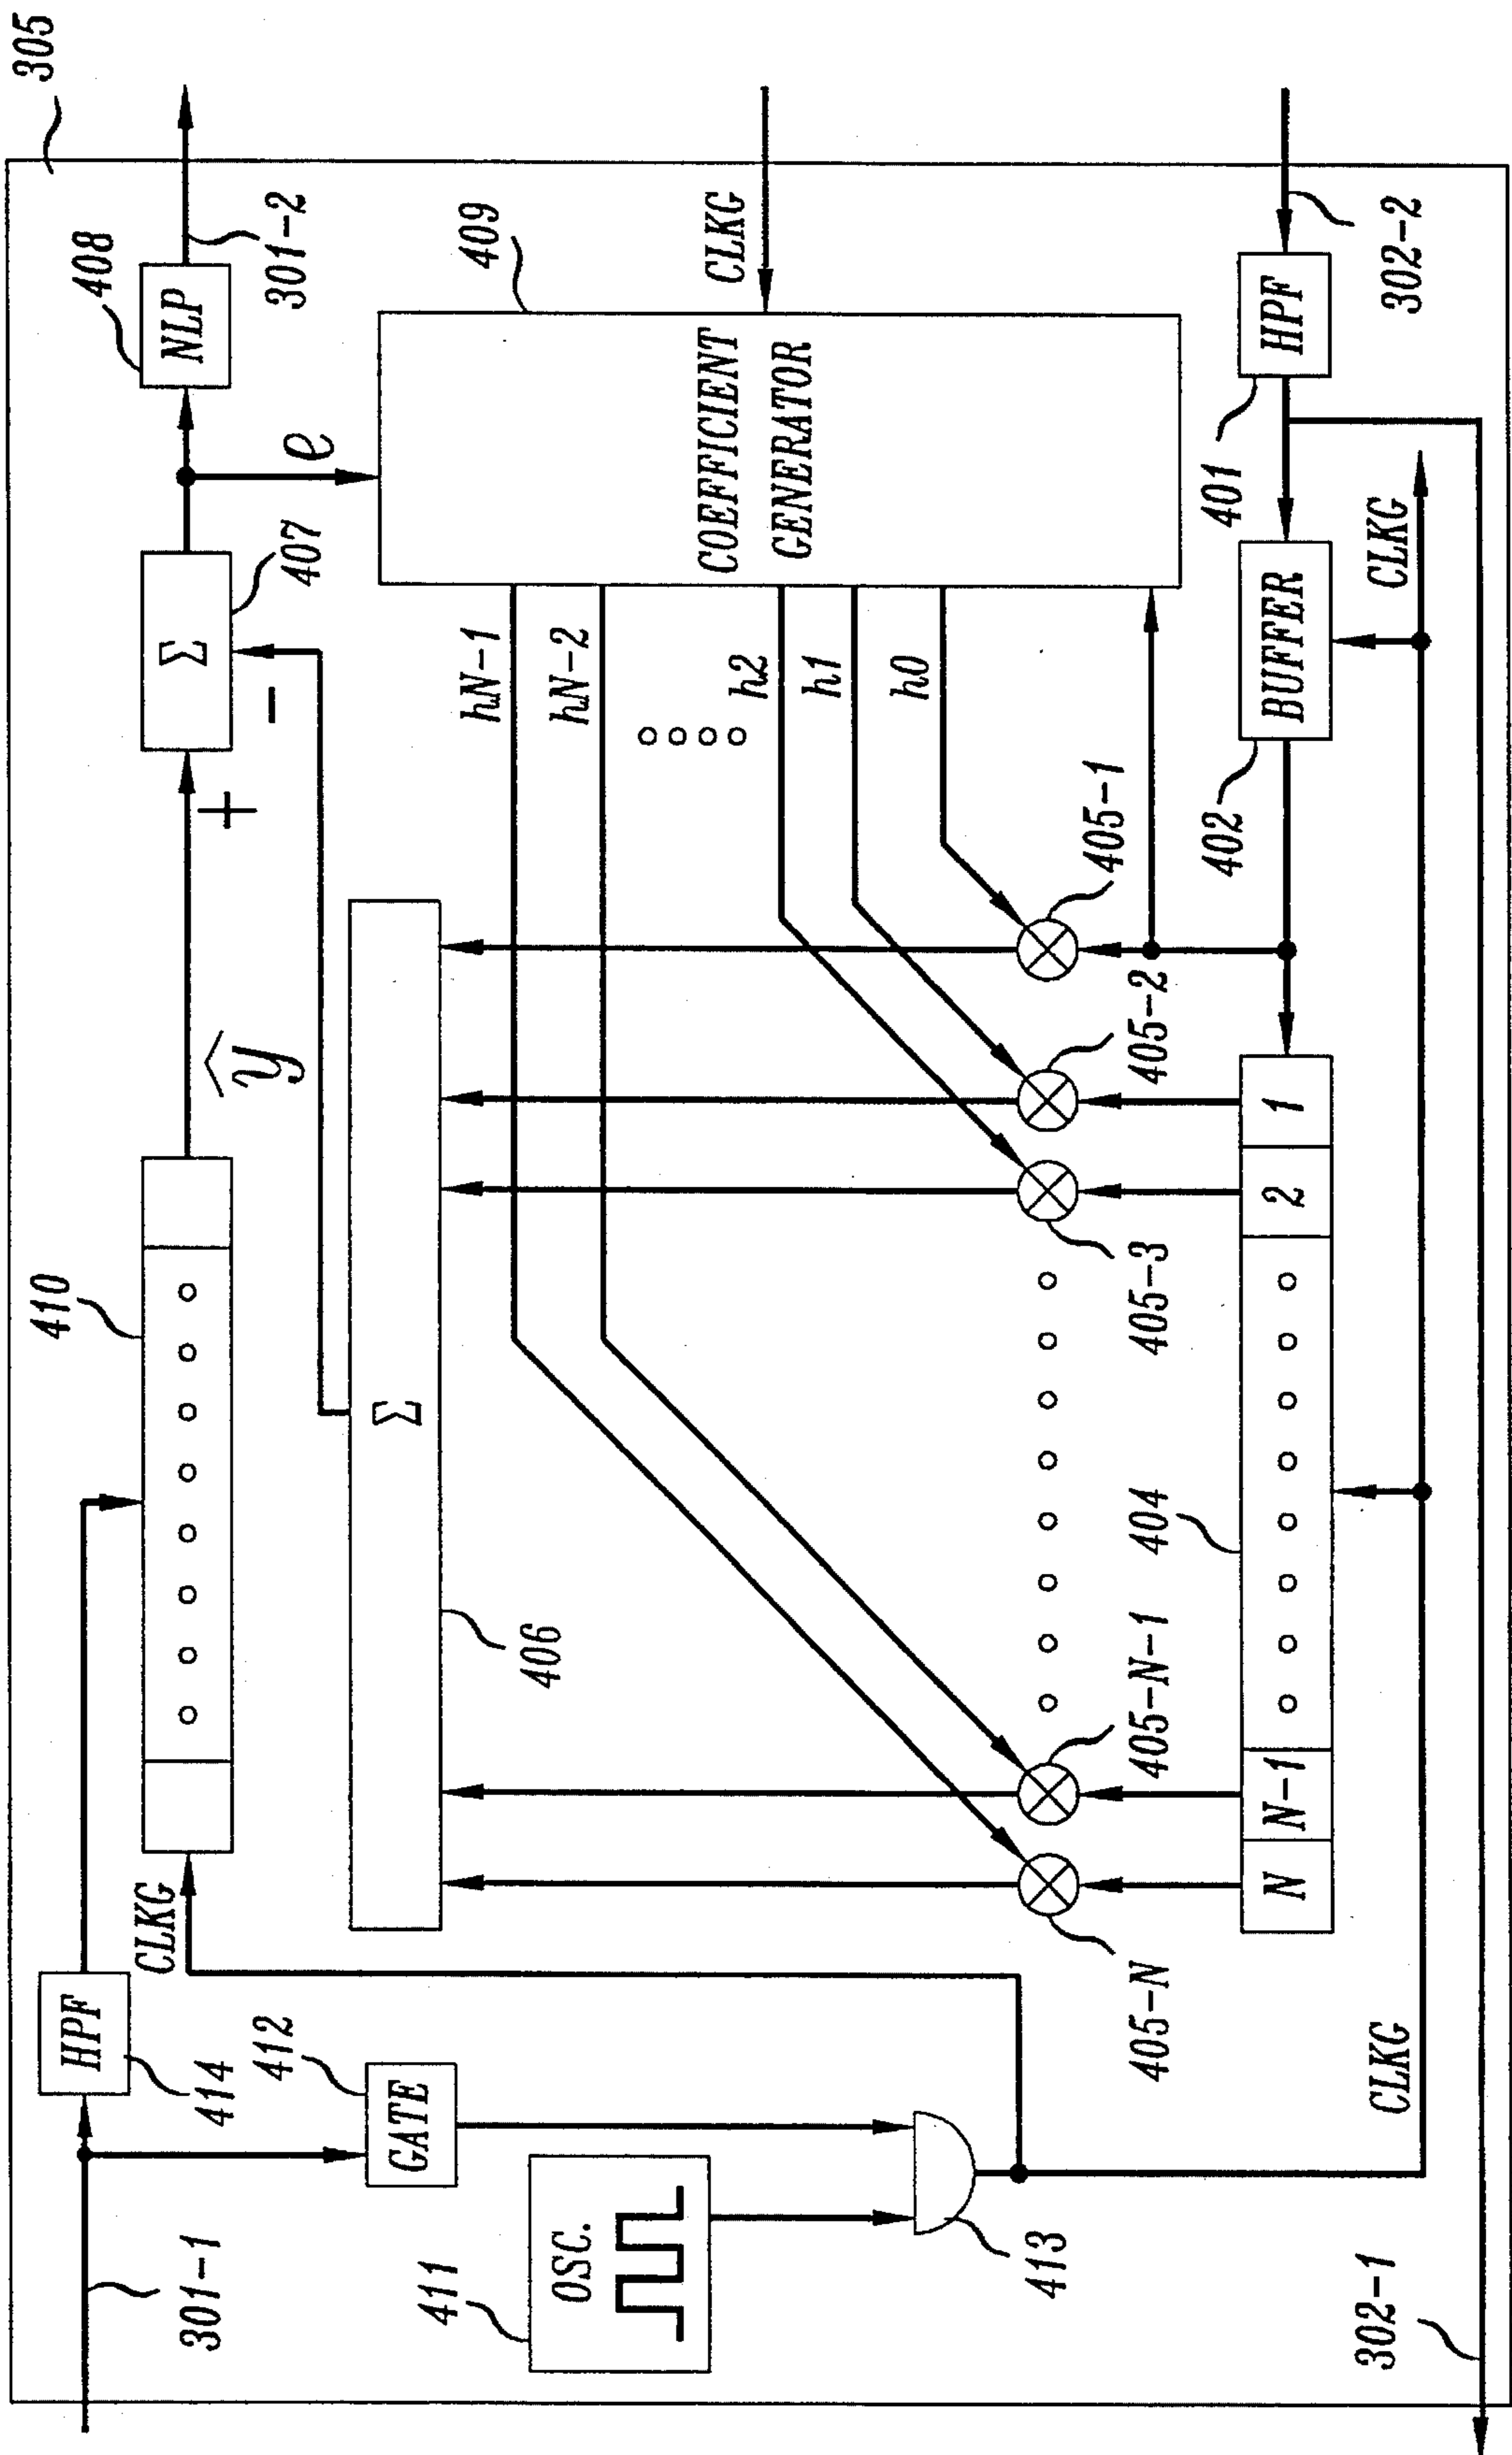 305
301-1
HPF
414
410
ŷ
+
−
Σ
407
e
NLP
408
301-2
CLKG
412
GATE
411
OSC.
413
Σ
406
hN-1
hN-2
h2
h1
h0
409
COEFFICIENT
GENERATOR
CLKG
405-N
405-N-1
405-3
405-2
405-1
N
N-1
2
1
404
402
BUFFER
401
HPF
302-2
CLKG
CLKG
302-1